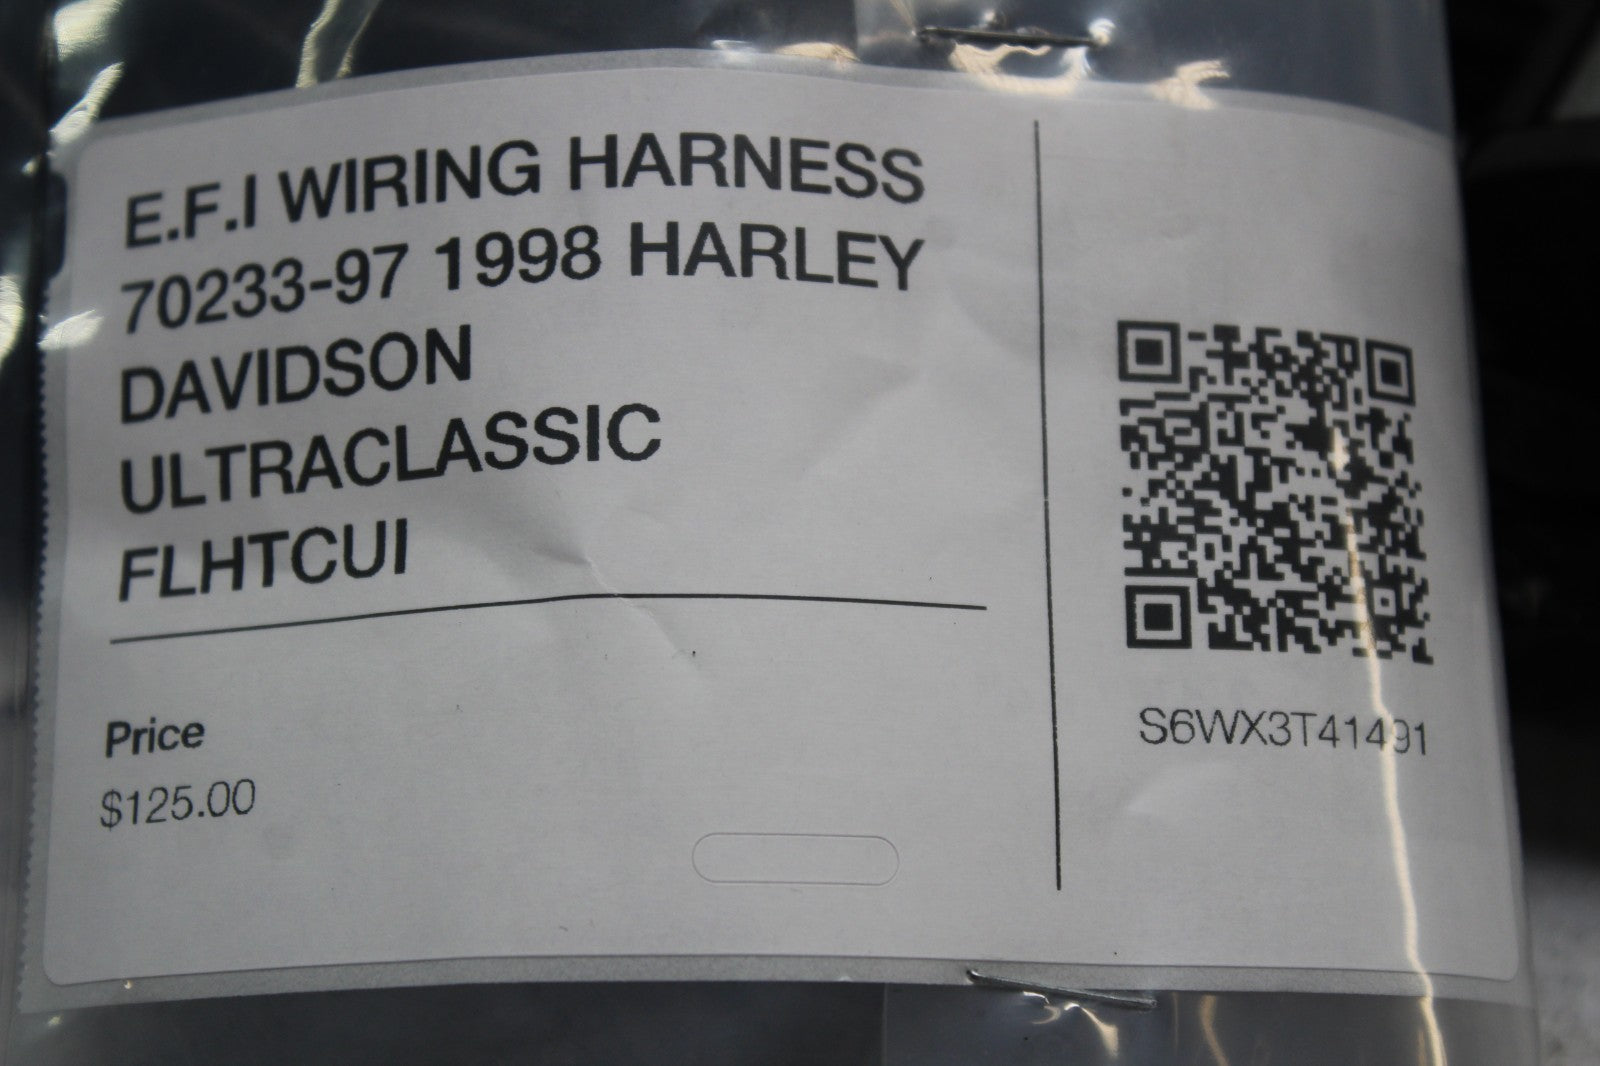 E.F.I WIRING HARNESS
70233-97 1998 HARLEY
DAVIDSON
ULTRACLASSIC
FLHTCUI
Price
$125.00
S6WX3T41491